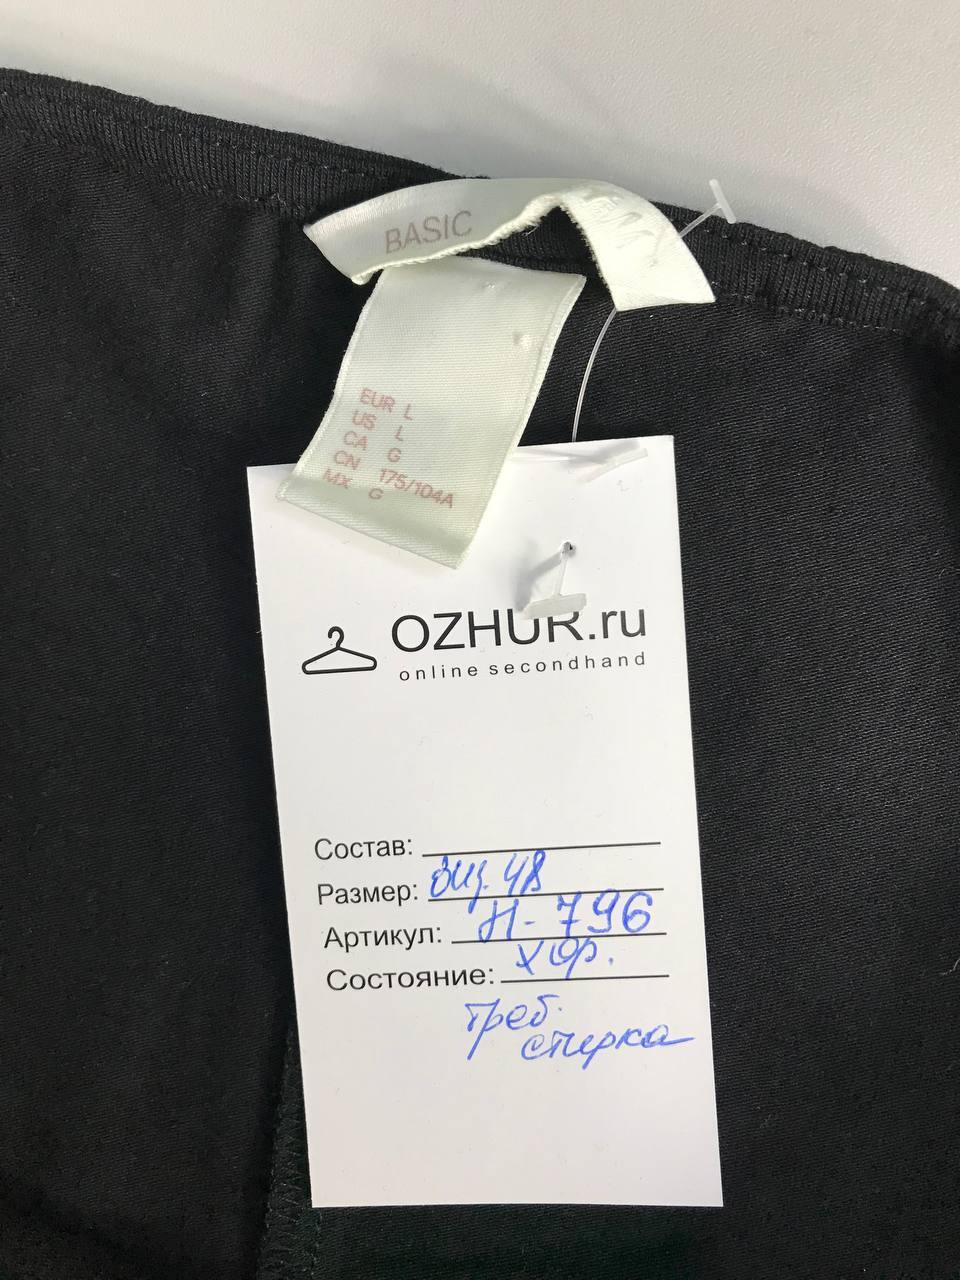 BASIC
EUR L
US L
CA G
CN 175/104A
MX G
OZHUR.ru
online secondhand
Состав:
Размер: виз. 48
Артикул: Н-796
Состояние: хор.
Треб.
стирка